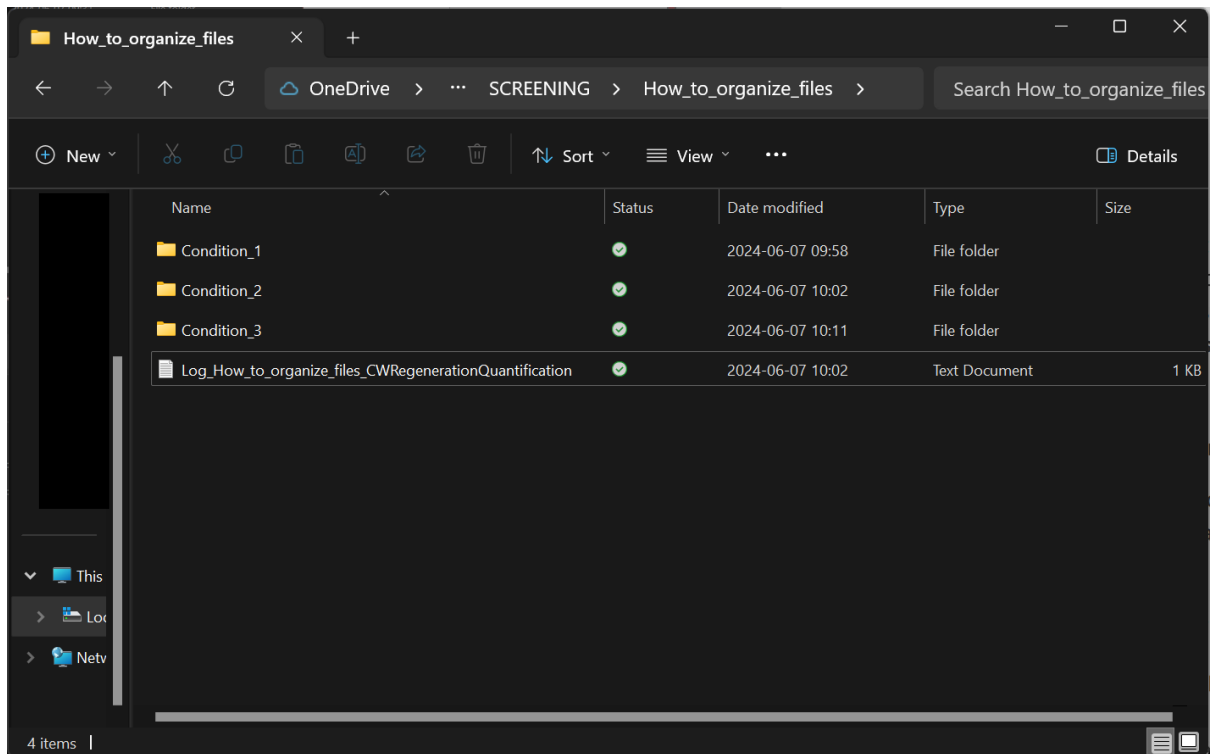 How_to_organize_files
OneDrive > ... SCREENING > How_to_organize_files >
Search How_to_organize_files
New
Sort
View
...
Details
Name Status Date modified Type Size
Condition_1 2024-06-07 09:58 File folder
Condition_2 2024-06-07 10:02 File folder
Condition_3 2024-06-07 10:11 File folder
Log_How_to_organize_files_CWRegenerationQuantification 2024-06-07 10:02 Text Document 1 KB
This
Loc
Netv
4 items